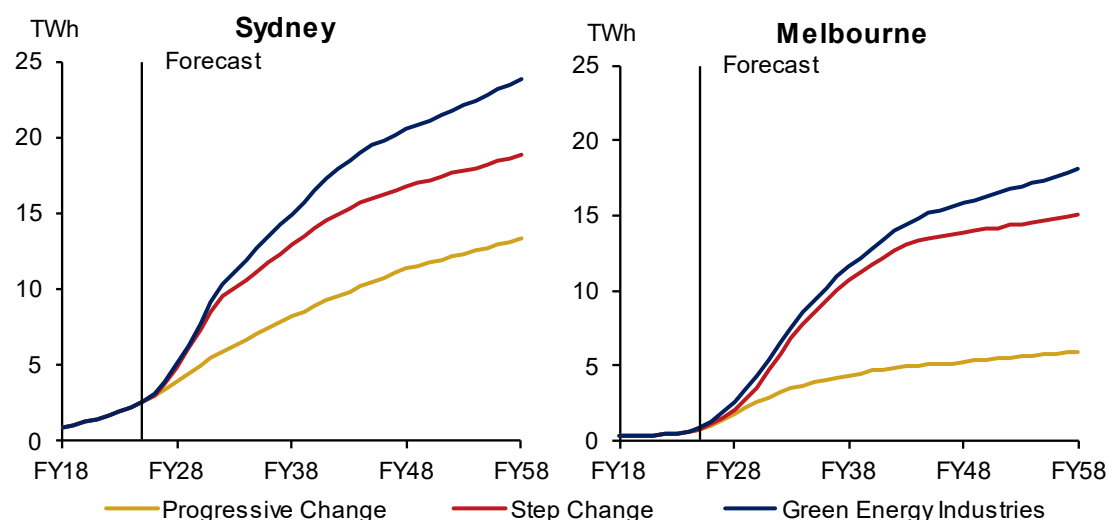 Sydney
TWh
Forecast
25
20
15
10
5
0
FY18 FY28 FY38 FY48 FY58
Melbourne
TWh
Forecast
25
20
15
10
5
0
FY18 FY28 FY38 FY48 FY58
Progressive Change Step Change Green Energy Industries